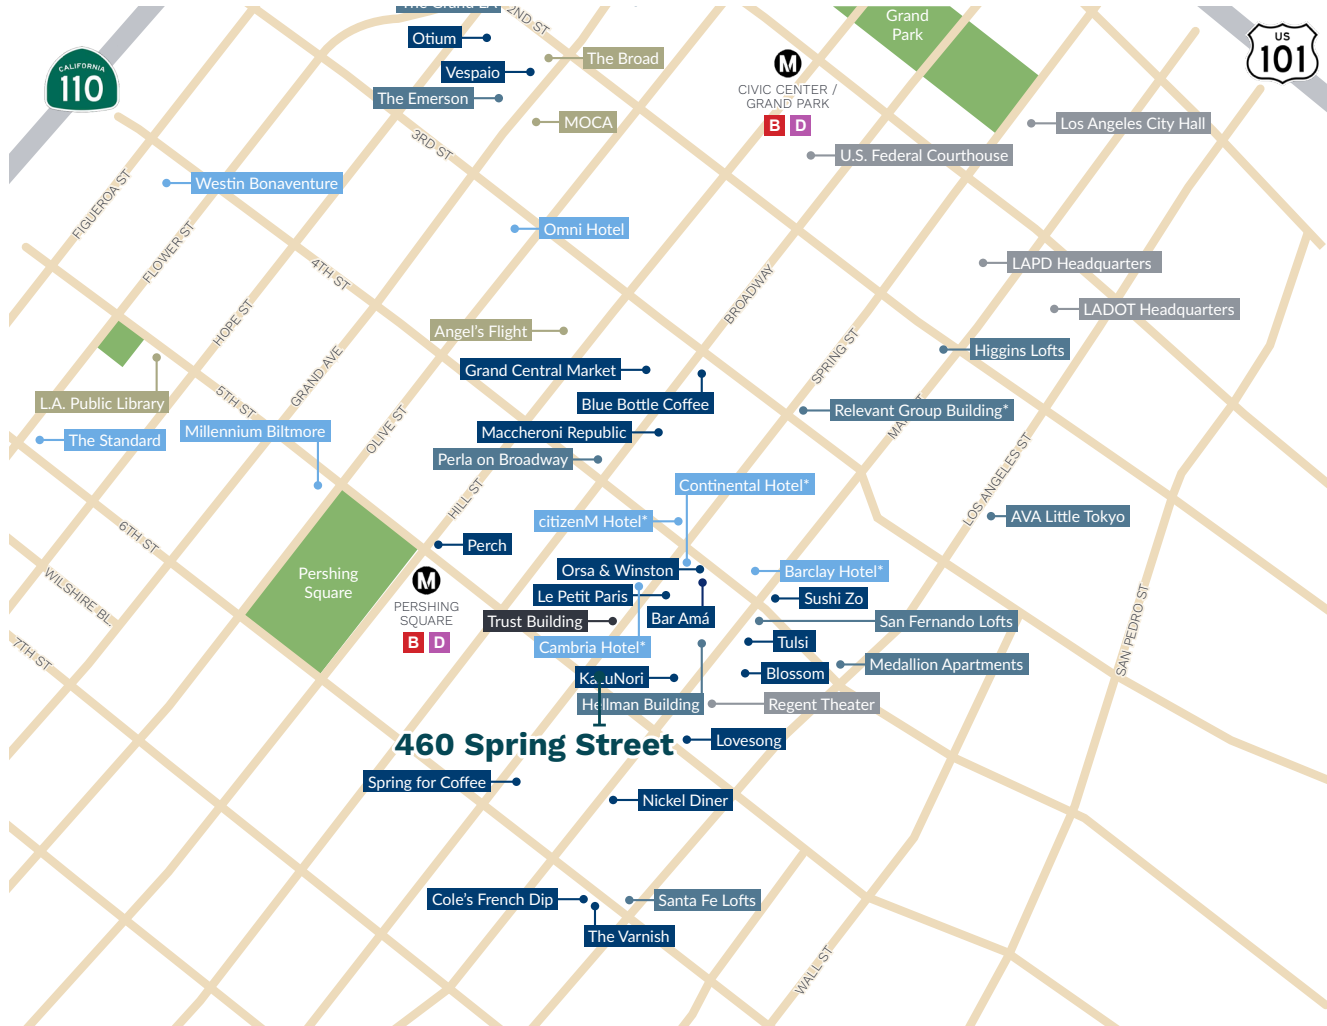 The Grand LA
2ND ST
Otium
The Broad
Vespaio
The Emerson
MOCA
3RD ST
Grand
Park
CALIFORNIA
110
US
101
M
CIVIC CENTER /
GRAND PARK
B D
Los Angeles City Hall
U.S. Federal Courthouse
Westin Bonaventure
FIGUEROA ST
FLOWER ST
Omni Hotel
4TH ST
HOPE ST
BROADWAY
LAPD Headquarters
LADOT Headquarters
Angel's Flight
SPRING ST
Higgins Lofts
GRAND AVE
Grand Central Market
Blue Bottle Coffee
L.A. Public Library
5TH ST
Relevant Group Building*
OLIVE ST
Millennium Biltmore
The Standard
Maccheroni Republic
Perla on Broadway
LOS ANGELES ST
HILL ST
Continental Hotel*
citizenM Hotel*
AVA Little Tokyo
6TH ST
Perch
WILSHIRE BL.
Pershing
Square
M
PERSHING
SQUARE
B D
Orsa & Winston
Barclay Hotel*
Le Petit Paris
Sushi Zo
Bar Amá
Trust Building
San Fernando Lofts
SAN PEDRO ST
7TH ST
Cambria Hotel*
Tulsi
Medallion Apartments
KazuNori
Blossom
Hellman Building
Regent Theater
460 Spring Street
Lovesong
Spring for Coffee
Nickel Diner
Cole's French Dip
Santa Fe Lofts
The Varnish
WALL ST